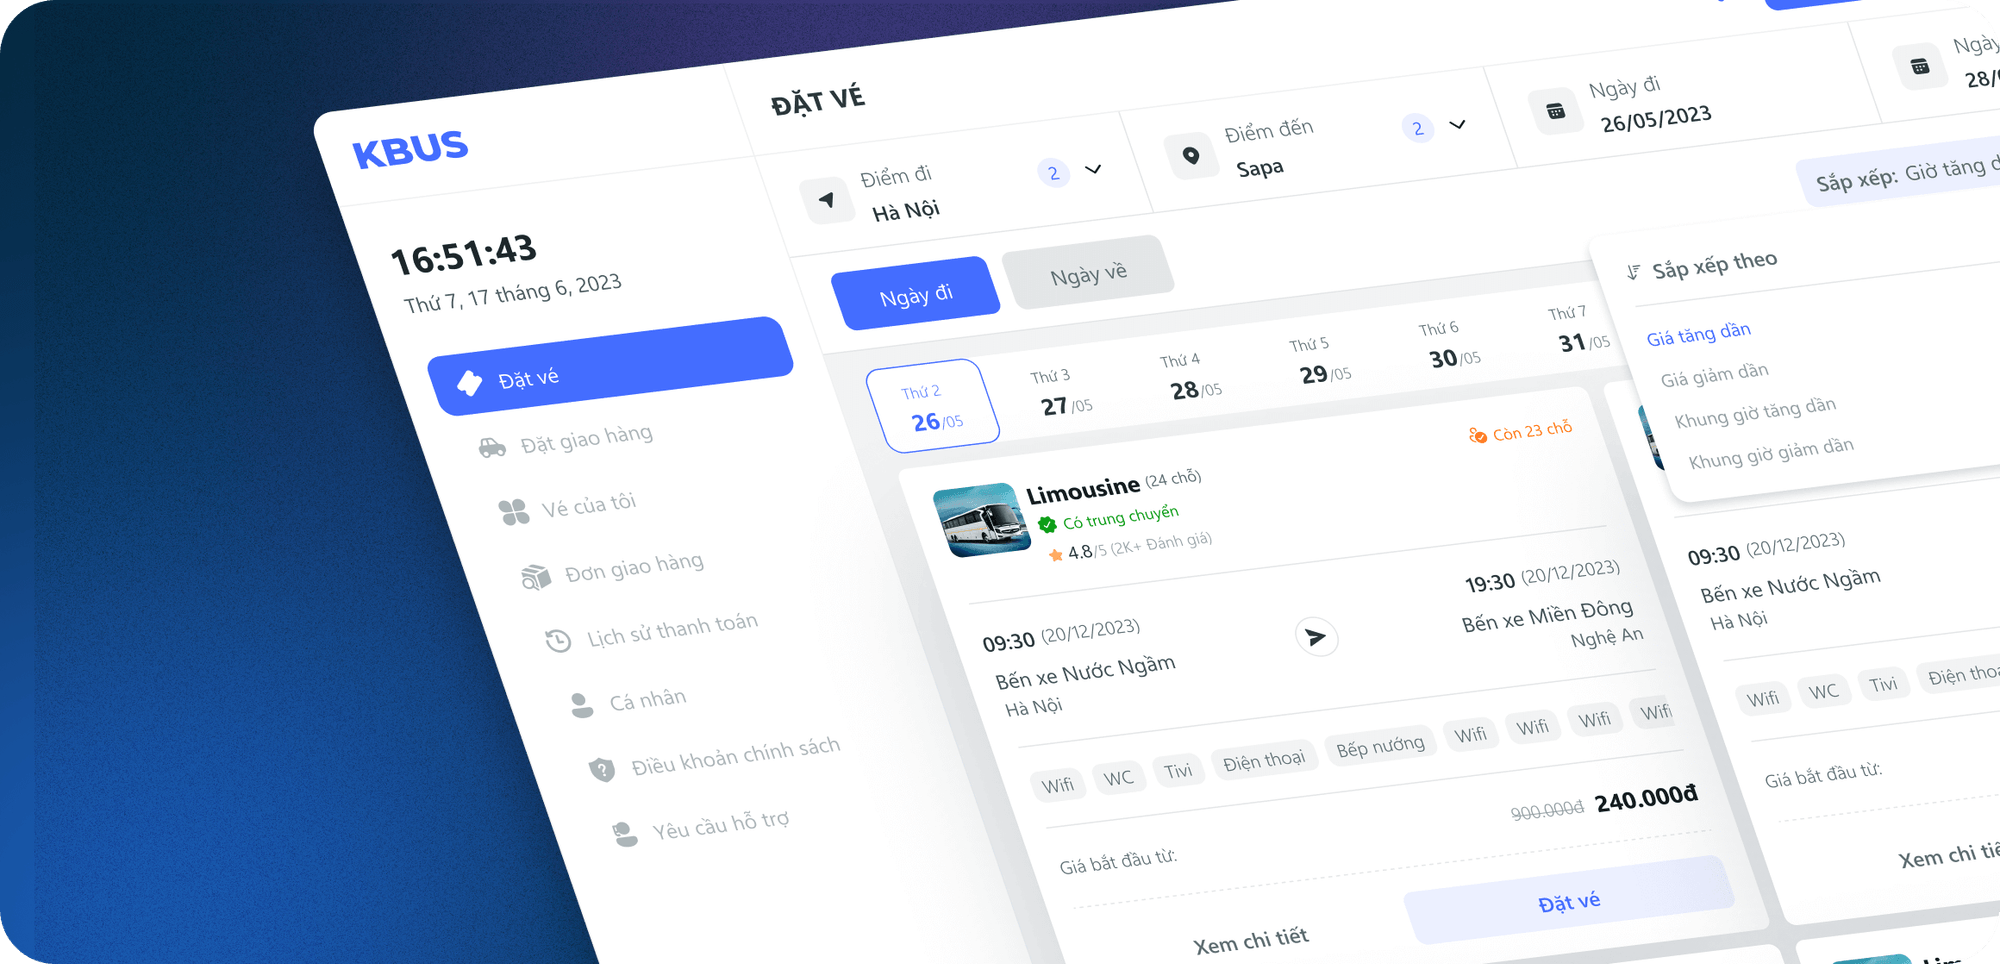 KBUS
16:51:43
Thứ 7, 17 tháng 6, 2023
Đặt vé
Đặt giao hàng
Vé của tôi
Đơn giao hàng
Lịch sử thanh toán
Cá nhân
Điều khoản chính sách
Yêu cầu hỗ trợ
ĐẶT VÉ
Điểm đi
Hà Nội
2
Điểm đến
Sapa
2
Ngày đi
26/05/2023
Ngày
28/
Sắp xếp: Giờ tăng
Ngày đi
Ngày về
Thứ 2
26/05
Thứ 3
27/05
Thứ 4
28/05
Thứ 5
29/05
Thứ 6
30/05
Thứ 7
31/05
Sắp xếp theo
Giá tăng dần
Giá giảm dần
Khung giờ tăng dần
Khung giờ giảm dần
Còn 23 chỗ
Limousine (24 chỗ)
Có trung chuyển
4.8/5 (2K+ Đánh giá)
09:30 (20/12/2023)
Bến xe Nước Ngầm
Hà Nội
19:30 (20/12/2023)
Bến xe Miền Đông
Nghệ An
Wifi WC Tivi Điện thoại Bếp nướng Wifi Wifi Wifi Wifi
Giá bắt đầu từ:
900.000đ 240.000đ
Xem chi tiết
Đặt vé
09:30 (20/12/2023)
Bến xe Nước Ngầm
Hà Nội
Wifi WC Tivi Điện thoạ
Giá bắt đầu từ:
Xem chi tiế